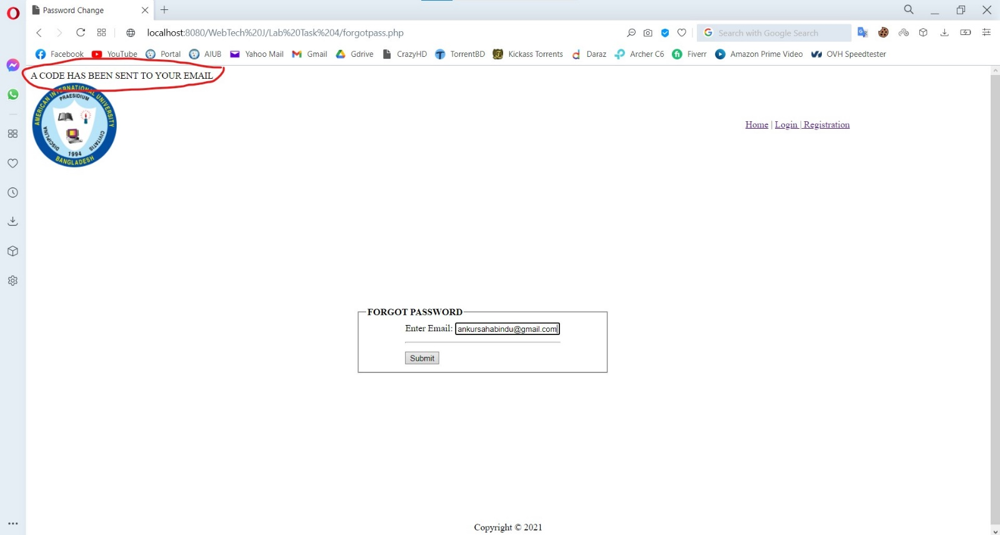 Password Change
localhost:8080/WebTech%20J/Lab%20Task%204/forgotpass.php
Search with Google Search
Facebook YouTube Portal AIUB Yahoo Mail Gmail Gdrive CrazyHD TorrentBD Kickass Torrents Daraz Archer C6 Fiverr Amazon Prime Video OVH Speedtester
A CODE HAS BEEN SENT TO YOUR EMAIL
AMERICAN INTERNATIONAL UNIVERSITY
PRAESIDIUM
DISCIPLINA
CIVITATIS
1994
BANGLADESH
Home | Login | Registration
FORGOT PASSWORD
Enter Email: ankursahabindu@gmail.com
Submit
Copyright © 2021